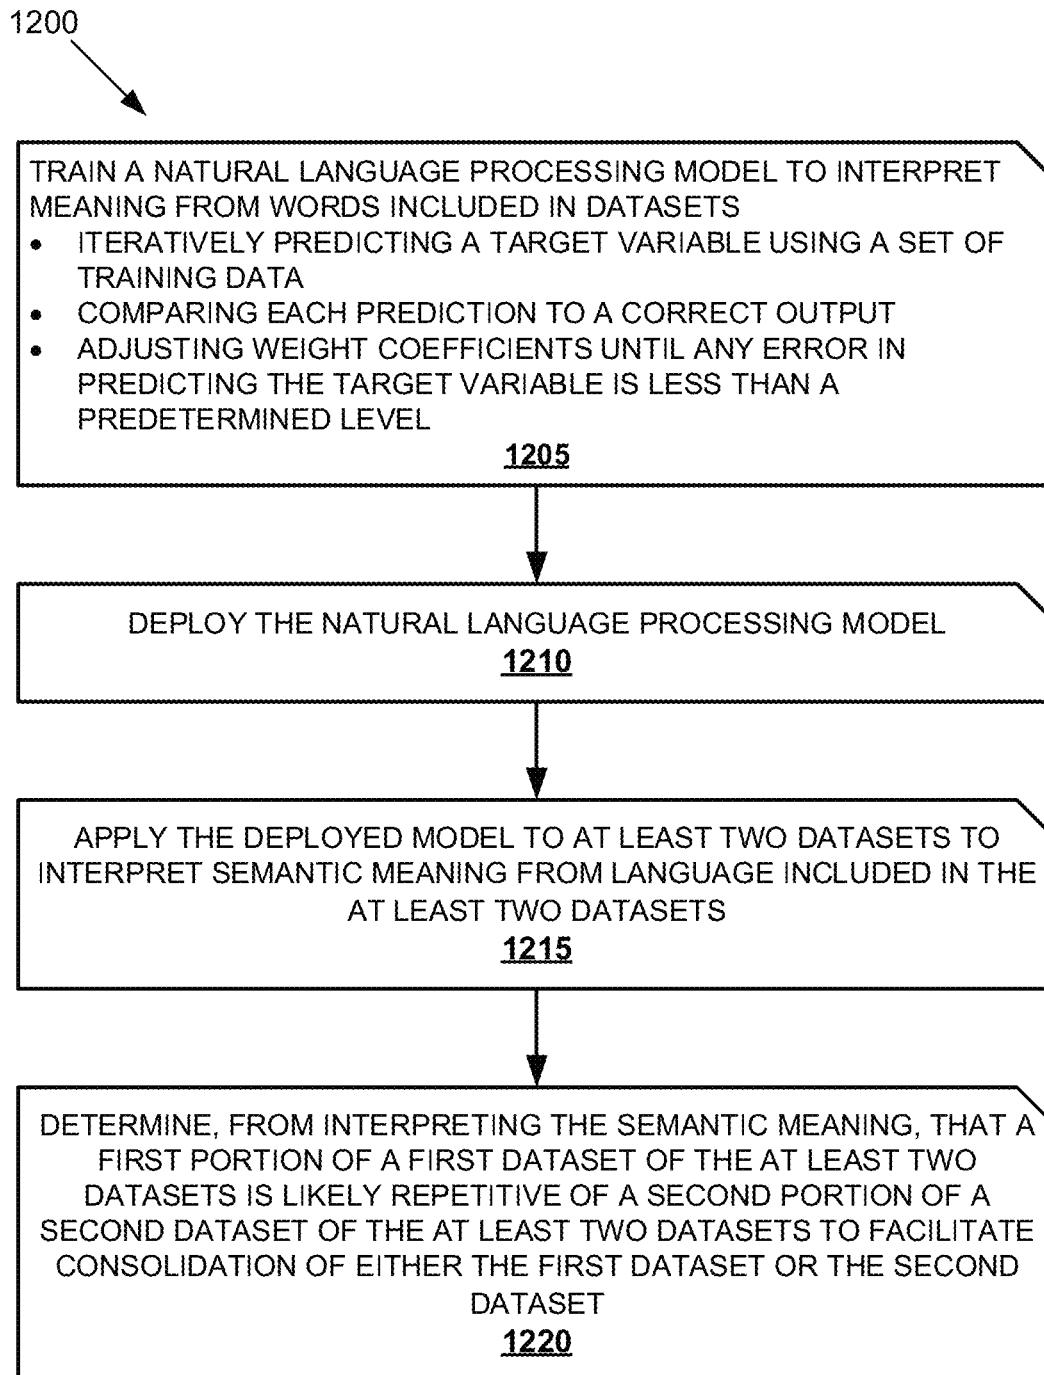 1200
TRAIN A NATURAL LANGUAGE PROCESSING MODEL TO INTERPRET
MEANING FROM WORDS INCLUDED IN DATASETS
• ITERATIVELY PREDICTING A TARGET VARIABLE USING A SET OF
TRAINING DATA
• COMPARING EACH PREDICTION TO A CORRECT OUTPUT
• ADJUSTING WEIGHT COEFFICIENTS UNTIL ANY ERROR IN
PREDICTING THE TARGET VARIABLE IS LESS THAN A
PREDETERMINED LEVEL
1205
DEPLOY THE NATURAL LANGUAGE PROCESSING MODEL
1210
APPLY THE DEPLOYED MODEL TO AT LEAST TWO DATASETS TO
INTERPRET SEMANTIC MEANING FROM LANGUAGE INCLUDED IN THE
AT LEAST TWO DATASETS
1215
DETERMINE, FROM INTERPRETING THE SEMANTIC MEANING, THAT A
FIRST PORTION OF A FIRST DATASET OF THE AT LEAST TWO
DATASETS IS LIKELY REPETITIVE OF A SECOND PORTION OF A
SECOND DATASET OF THE AT LEAST TWO DATASETS TO FACILITATE
CONSOLIDATION OF EITHER THE FIRST DATASET OR THE SECOND
DATASET
1220